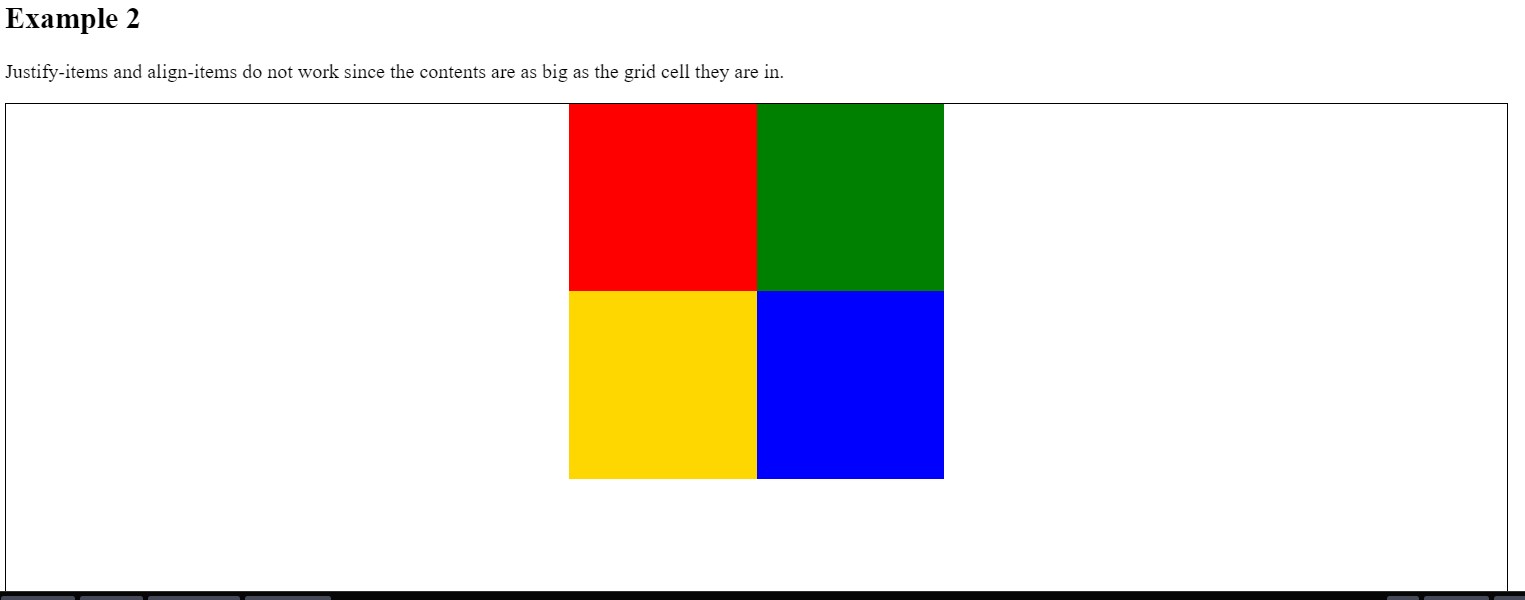 Example 2
Justify-items and align-items do not work since the contents are as big as the grid cell they are in.